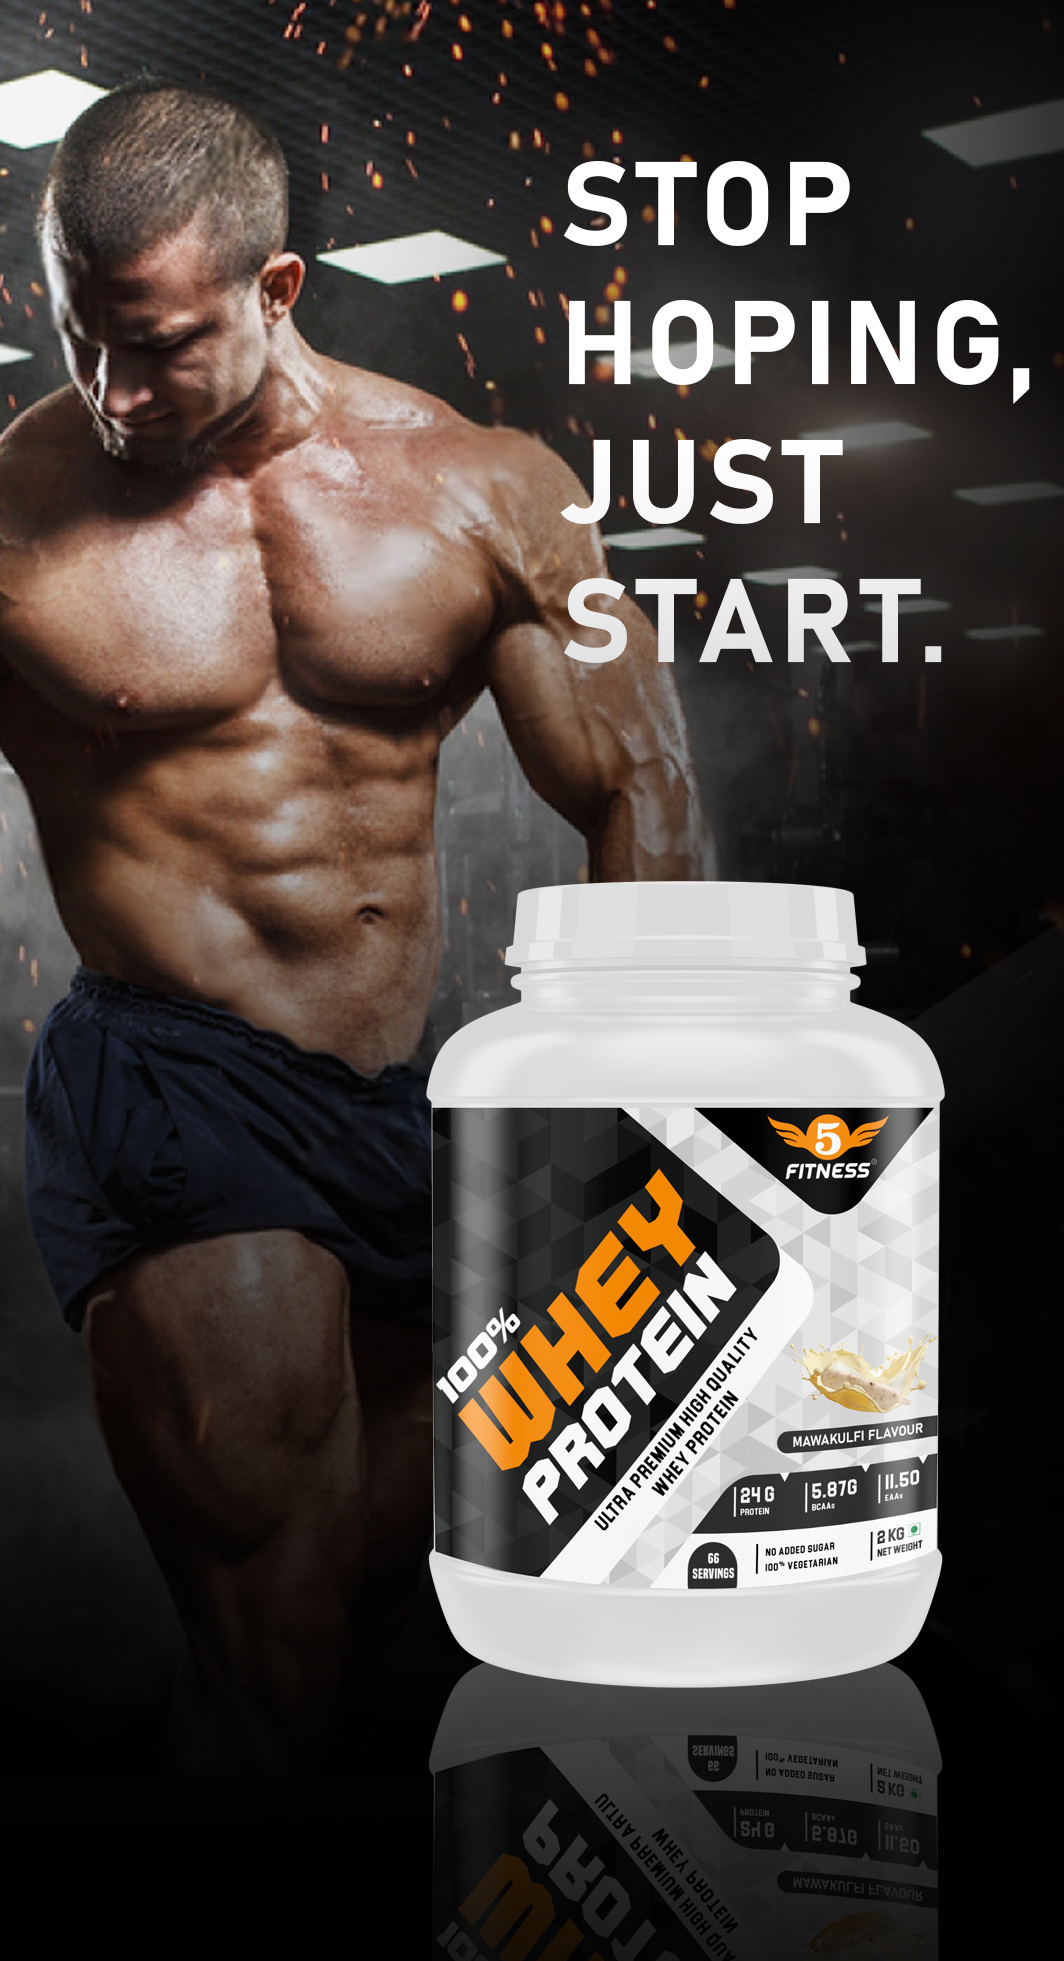 STOP
HOPING,
JUST
START.
5
FITNESS®
100%
WHEY
PROTEIN
ULTRA PREMIUM HIGH QUALITY
WHEY PROTEIN
MAWAKULFI FLAVOUR
24 G
PROTEIN
5.87G
BCAAs
11.50
EAAs
66
SERVINGS
NO ADDED SUGAR
100% VEGETARIAN
2 KG
NET WEIGHT